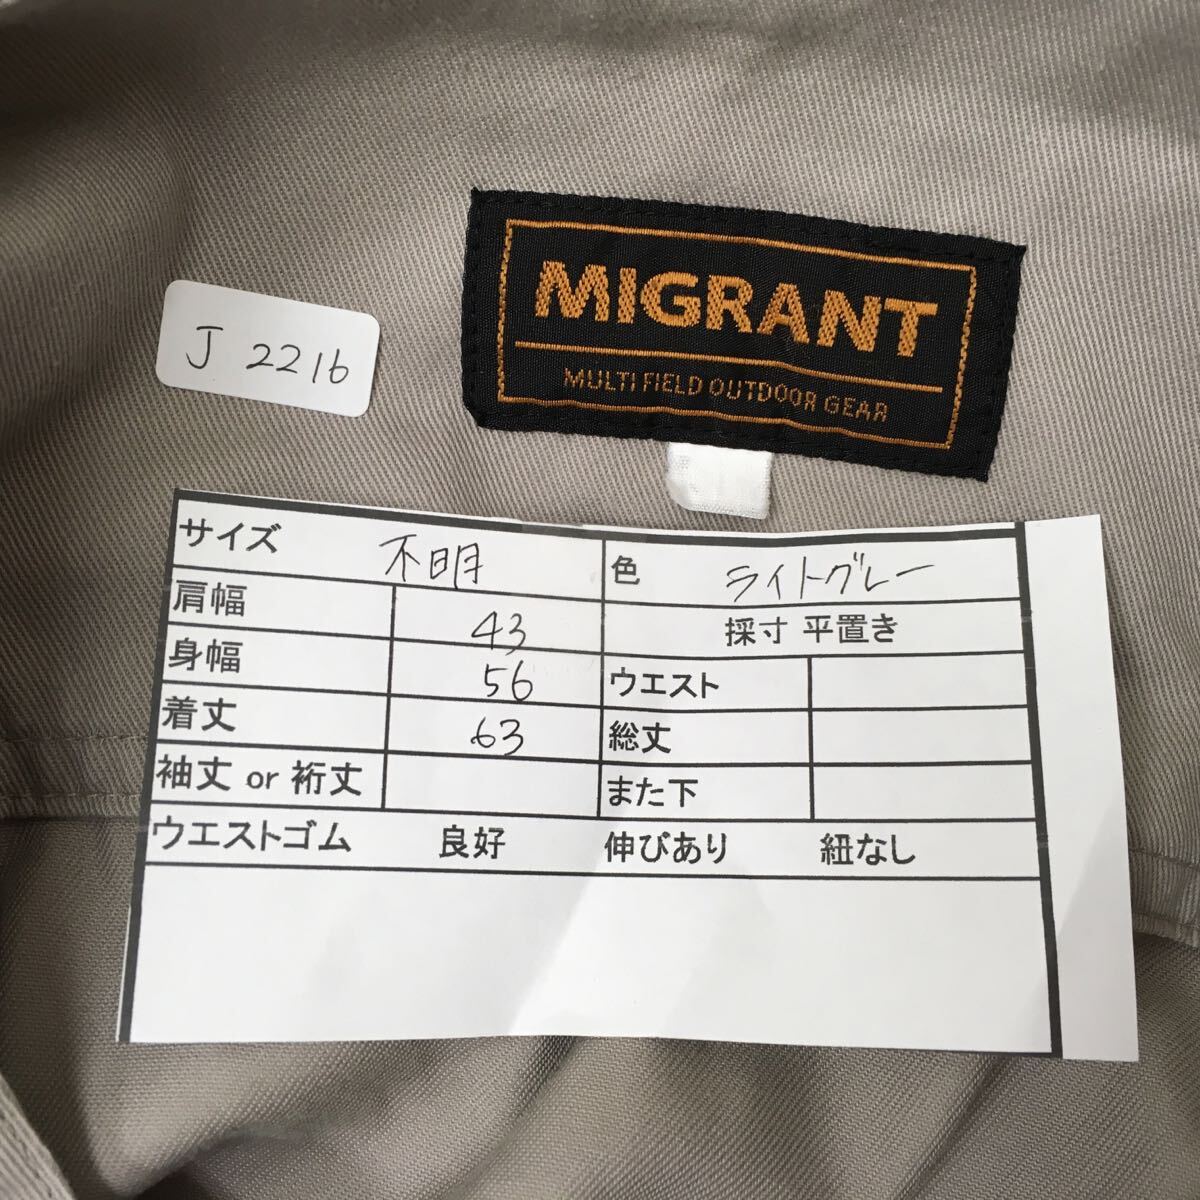 MIGRANT
MULTI FIELD OUTDOOR GEAR
J 2216
サイズ 不明 色 ライトグレー
肩幅 43 採寸 平置き
身幅 56 ウエスト
着丈 63 総丈
袖丈 or 裄丈 また下
ウエストゴム 良好 伸びあり 紐なし